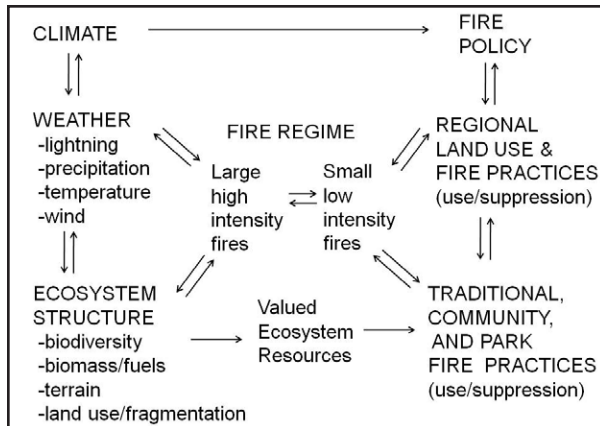 CLIMATE
FIRE
POLICY
WEATHER
-lightning
-precipitation
-temperature
-wind
FIRE REGIME
Large
high
intensity
fires
Small
low
intensity
fires
REGIONAL
LAND USE &
FIRE PRACTICES
(use/suppression)
ECOSYSTEM
STRUCTURE
-biodiversity
-biomass/fuels
-terrain
-land use/fragmentation
Valued
Ecosystem
Resources
TRADITIONAL,
COMMUNITY,
AND PARK
FIRE PRACTICES
(use/suppression)